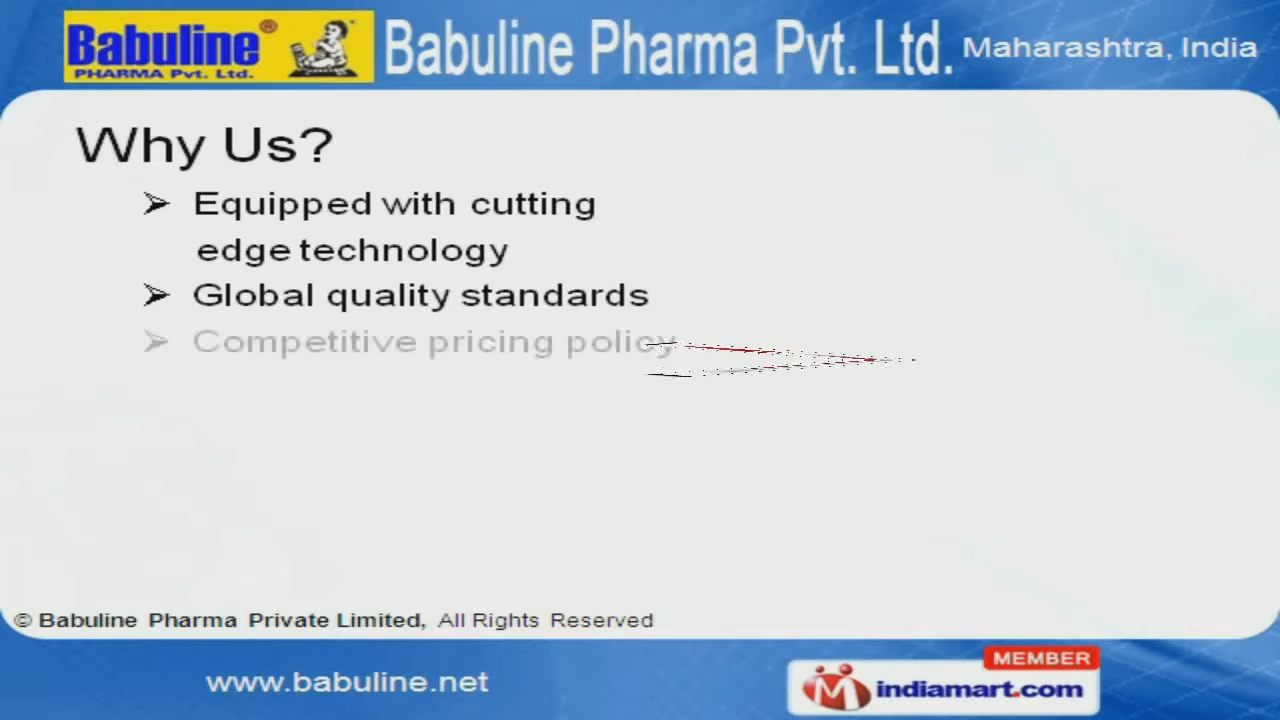 Babuline ®
PHARMA Pvt. Ltd.
Babuline Pharma Pvt. Ltd.
Maharashtra, India
Why Us?
➢ Equipped with cutting
edge technology
➢ Global quality standards
➢ Competitive pricing policy
© Babuline Pharma Private Limited, All Rights Reserved
www.babuline.net
MEMBER
indiamart.com